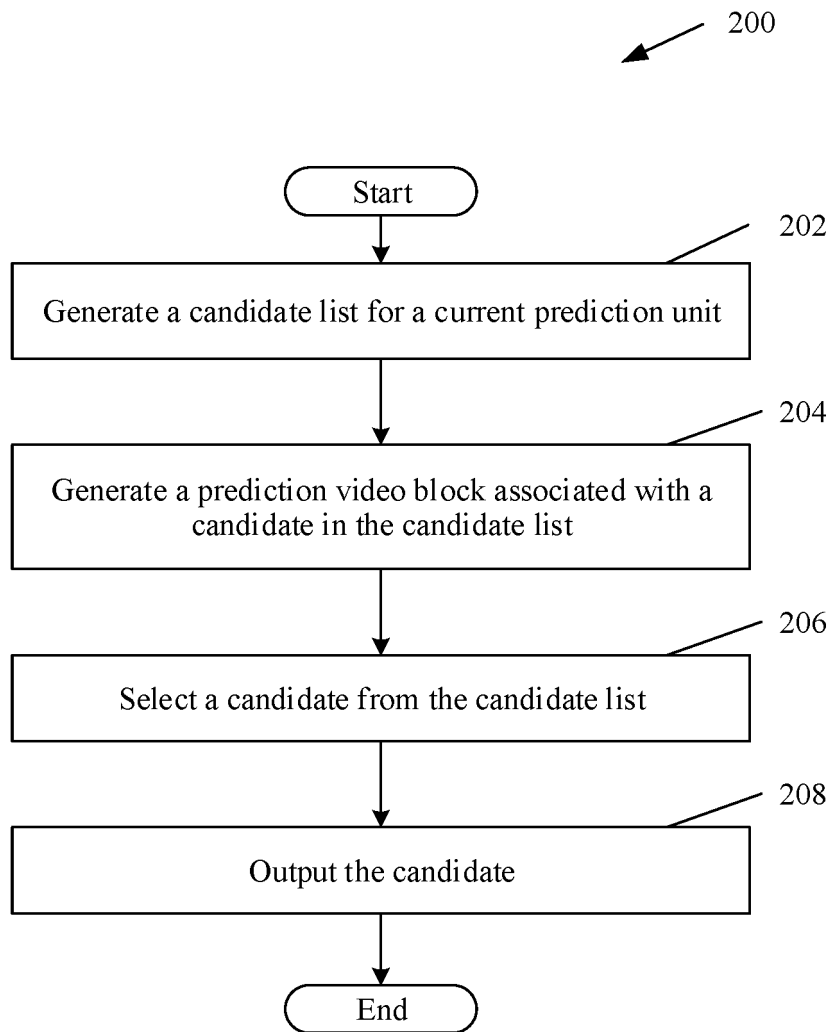 200
Start
202
Generate a candidate list for a current prediction unit
204
Generate a prediction video block associated with a
candidate in the candidate list
206
Select a candidate from the candidate list
208
Output the candidate
End